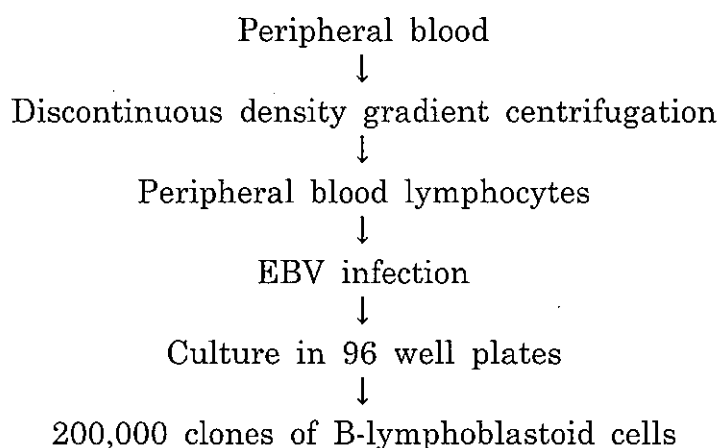 Peripheral blood
↓
Discontinuous density gradient centrifugation
↓
Peripheral blood lymphocytes
↓
EBV infection
↓
Culture in 96 well plates
↓
200,000 clones of B-lymphoblastoid cells